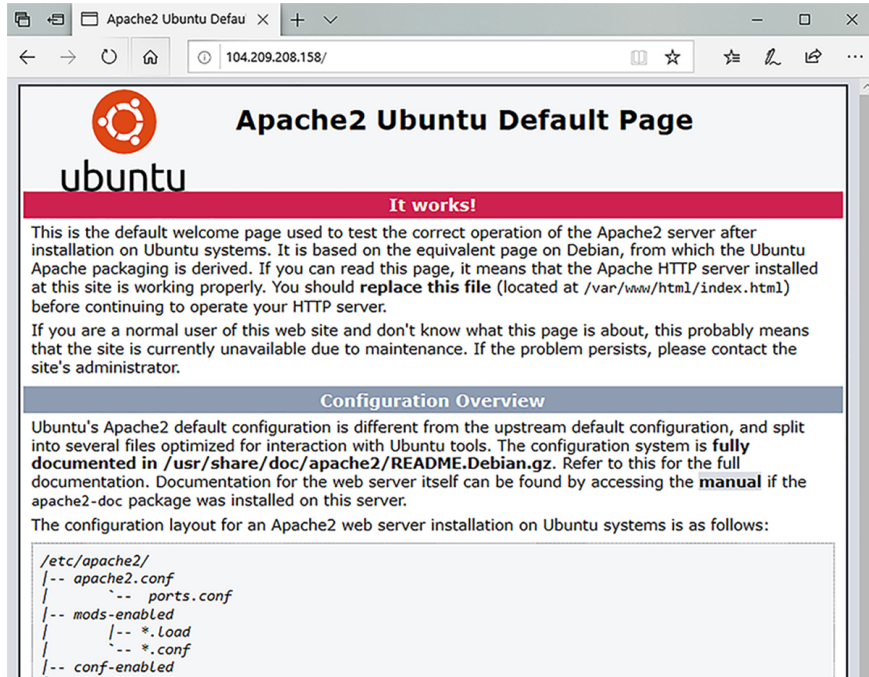 Apache2 Ubuntu Defaul
104.209.208.158/
ubuntu
Apache2 Ubuntu Default Page
It works!
This is the default welcome page used to test the correct operation of the Apache2 server after
installation on Ubuntu systems. It is based on the equivalent page on Debian, from which the Ubuntu
Apache packaging is derived. If you can read this page, it means that the Apache HTTP server installed
at this site is working properly. You should replace this file (located at /var/www/html/index.html)
before continuing to operate your HTTP server.
If you are a normal user of this web site and don't know what this page is about, this probably means
that the site is currently unavailable due to maintenance. If the problem persists, please contact the
site's administrator.
Configuration Overview
Ubuntu's Apache2 default configuration is different from the upstream default configuration, and split
into several files optimized for interaction with Ubuntu tools. The configuration system is fully
documented in /usr/share/doc/apache2/README.Debian.gz. Refer to this for the full
documentation. Documentation for the web server itself can be found by accessing the manual if the
apache2-doc package was installed on this server.
The configuration layout for an Apache2 web server installation on Ubuntu systems is as follows:
/etc/apache2/
|-- apache2.conf
|       `--  ports.conf
|-- mods-enabled
|       |-- *.load
|       `-- *.conf
|-- conf-enabled